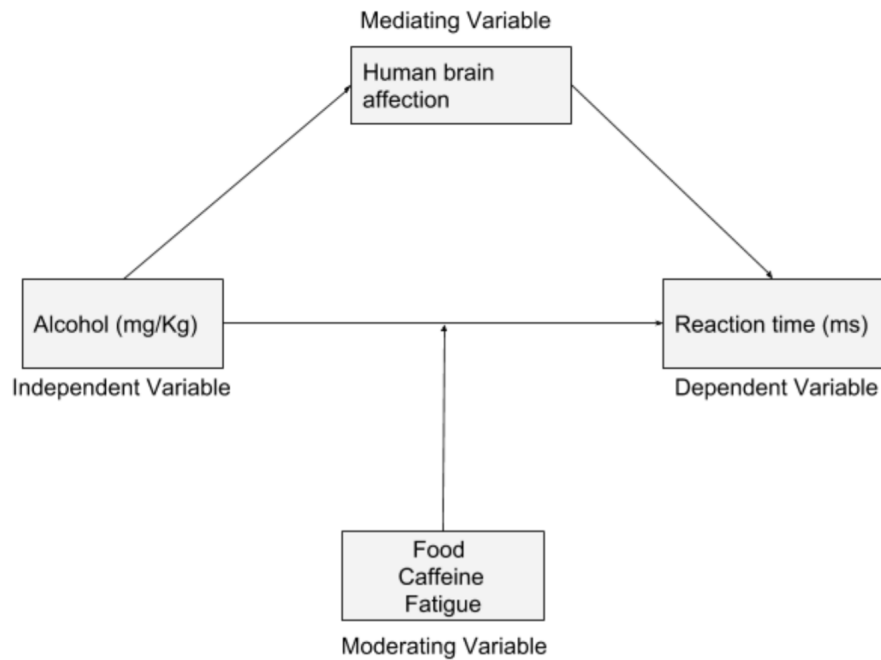 Mediating Variable
Human brain
affection
Alcohol (mg/Kg)
Reaction time (ms)
Independent Variable
Dependent Variable
Food
Caffeine
Fatigue
Moderating Variable